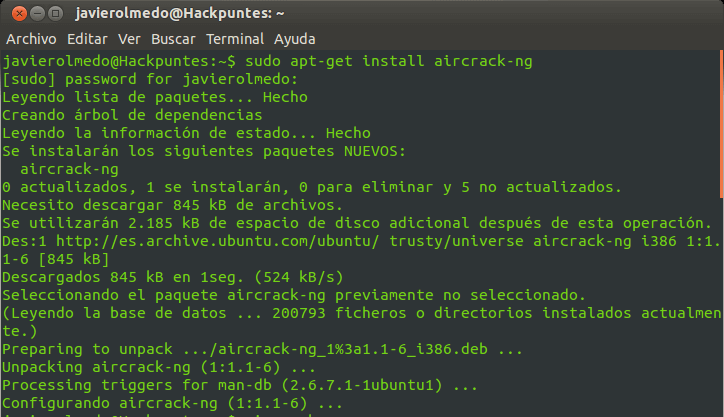 javierolmedo@Hackpuntes: ~
Archivo Editar Ver Buscar Terminal Ayuda
javierolmedo@Hackpuntes:~$ sudo apt-get install aircrack-ng
[sudo] password for javierolmedo:
Leyendo lista de paquetes... Hecho
Creando árbol de dependencias
Leyendo la información de estado... Hecho
Se instalarán los siguientes paquetes NUEVOS:
  aircrack-ng
0 actualizados, 1 se instalarán, 0 para eliminar y 5 no actualizados.
Necesito descargar 845 kB de archivos.
Se utilizarán 2.185 kB de espacio de disco adicional después de esta operación.
Des:1 http://es.archive.ubuntu.com/ubuntu/ trusty/universe aircrack-ng i386 1:1.
1-6 [845 kB]
Descargados 845 kB en 1seg. (524 kB/s)
Seleccionando el paquete aircrack-ng previamente no seleccionado.
(Leyendo la base de datos ... 200793 ficheros o directorios instalados actualmen
te.)
Preparing to unpack .../aircrack-ng_1%3a1.1-6_i386.deb ...
Unpacking aircrack-ng (1:1.1-6) ...
Processing triggers for man-db (2.6.7.1-1ubuntu1) ...
Configurando aircrack-ng (1:1.1-6) ...